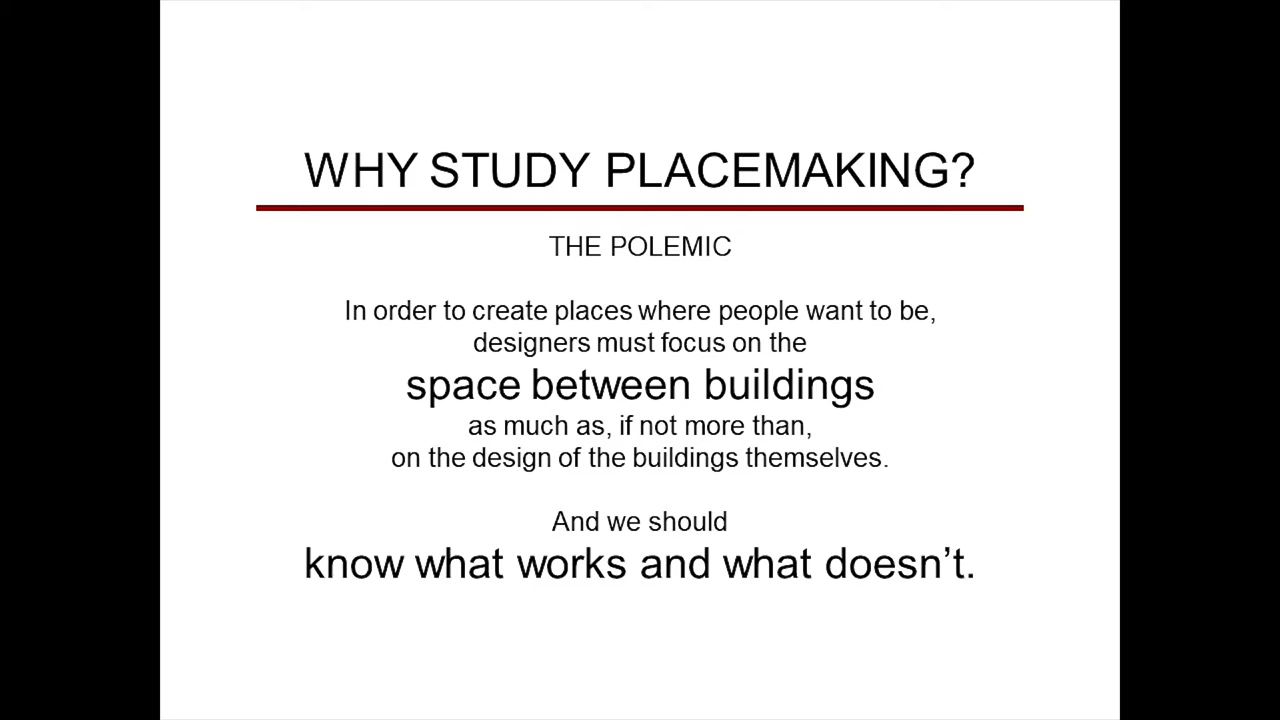 WHY STUDY PLACEMAKING?
THE POLEMIC
In order to create places where people want to be,
designers must focus on the
space between buildings
as much as, if not more than,
on the design of the buildings themselves.
And we should
know what works and what doesn’t.